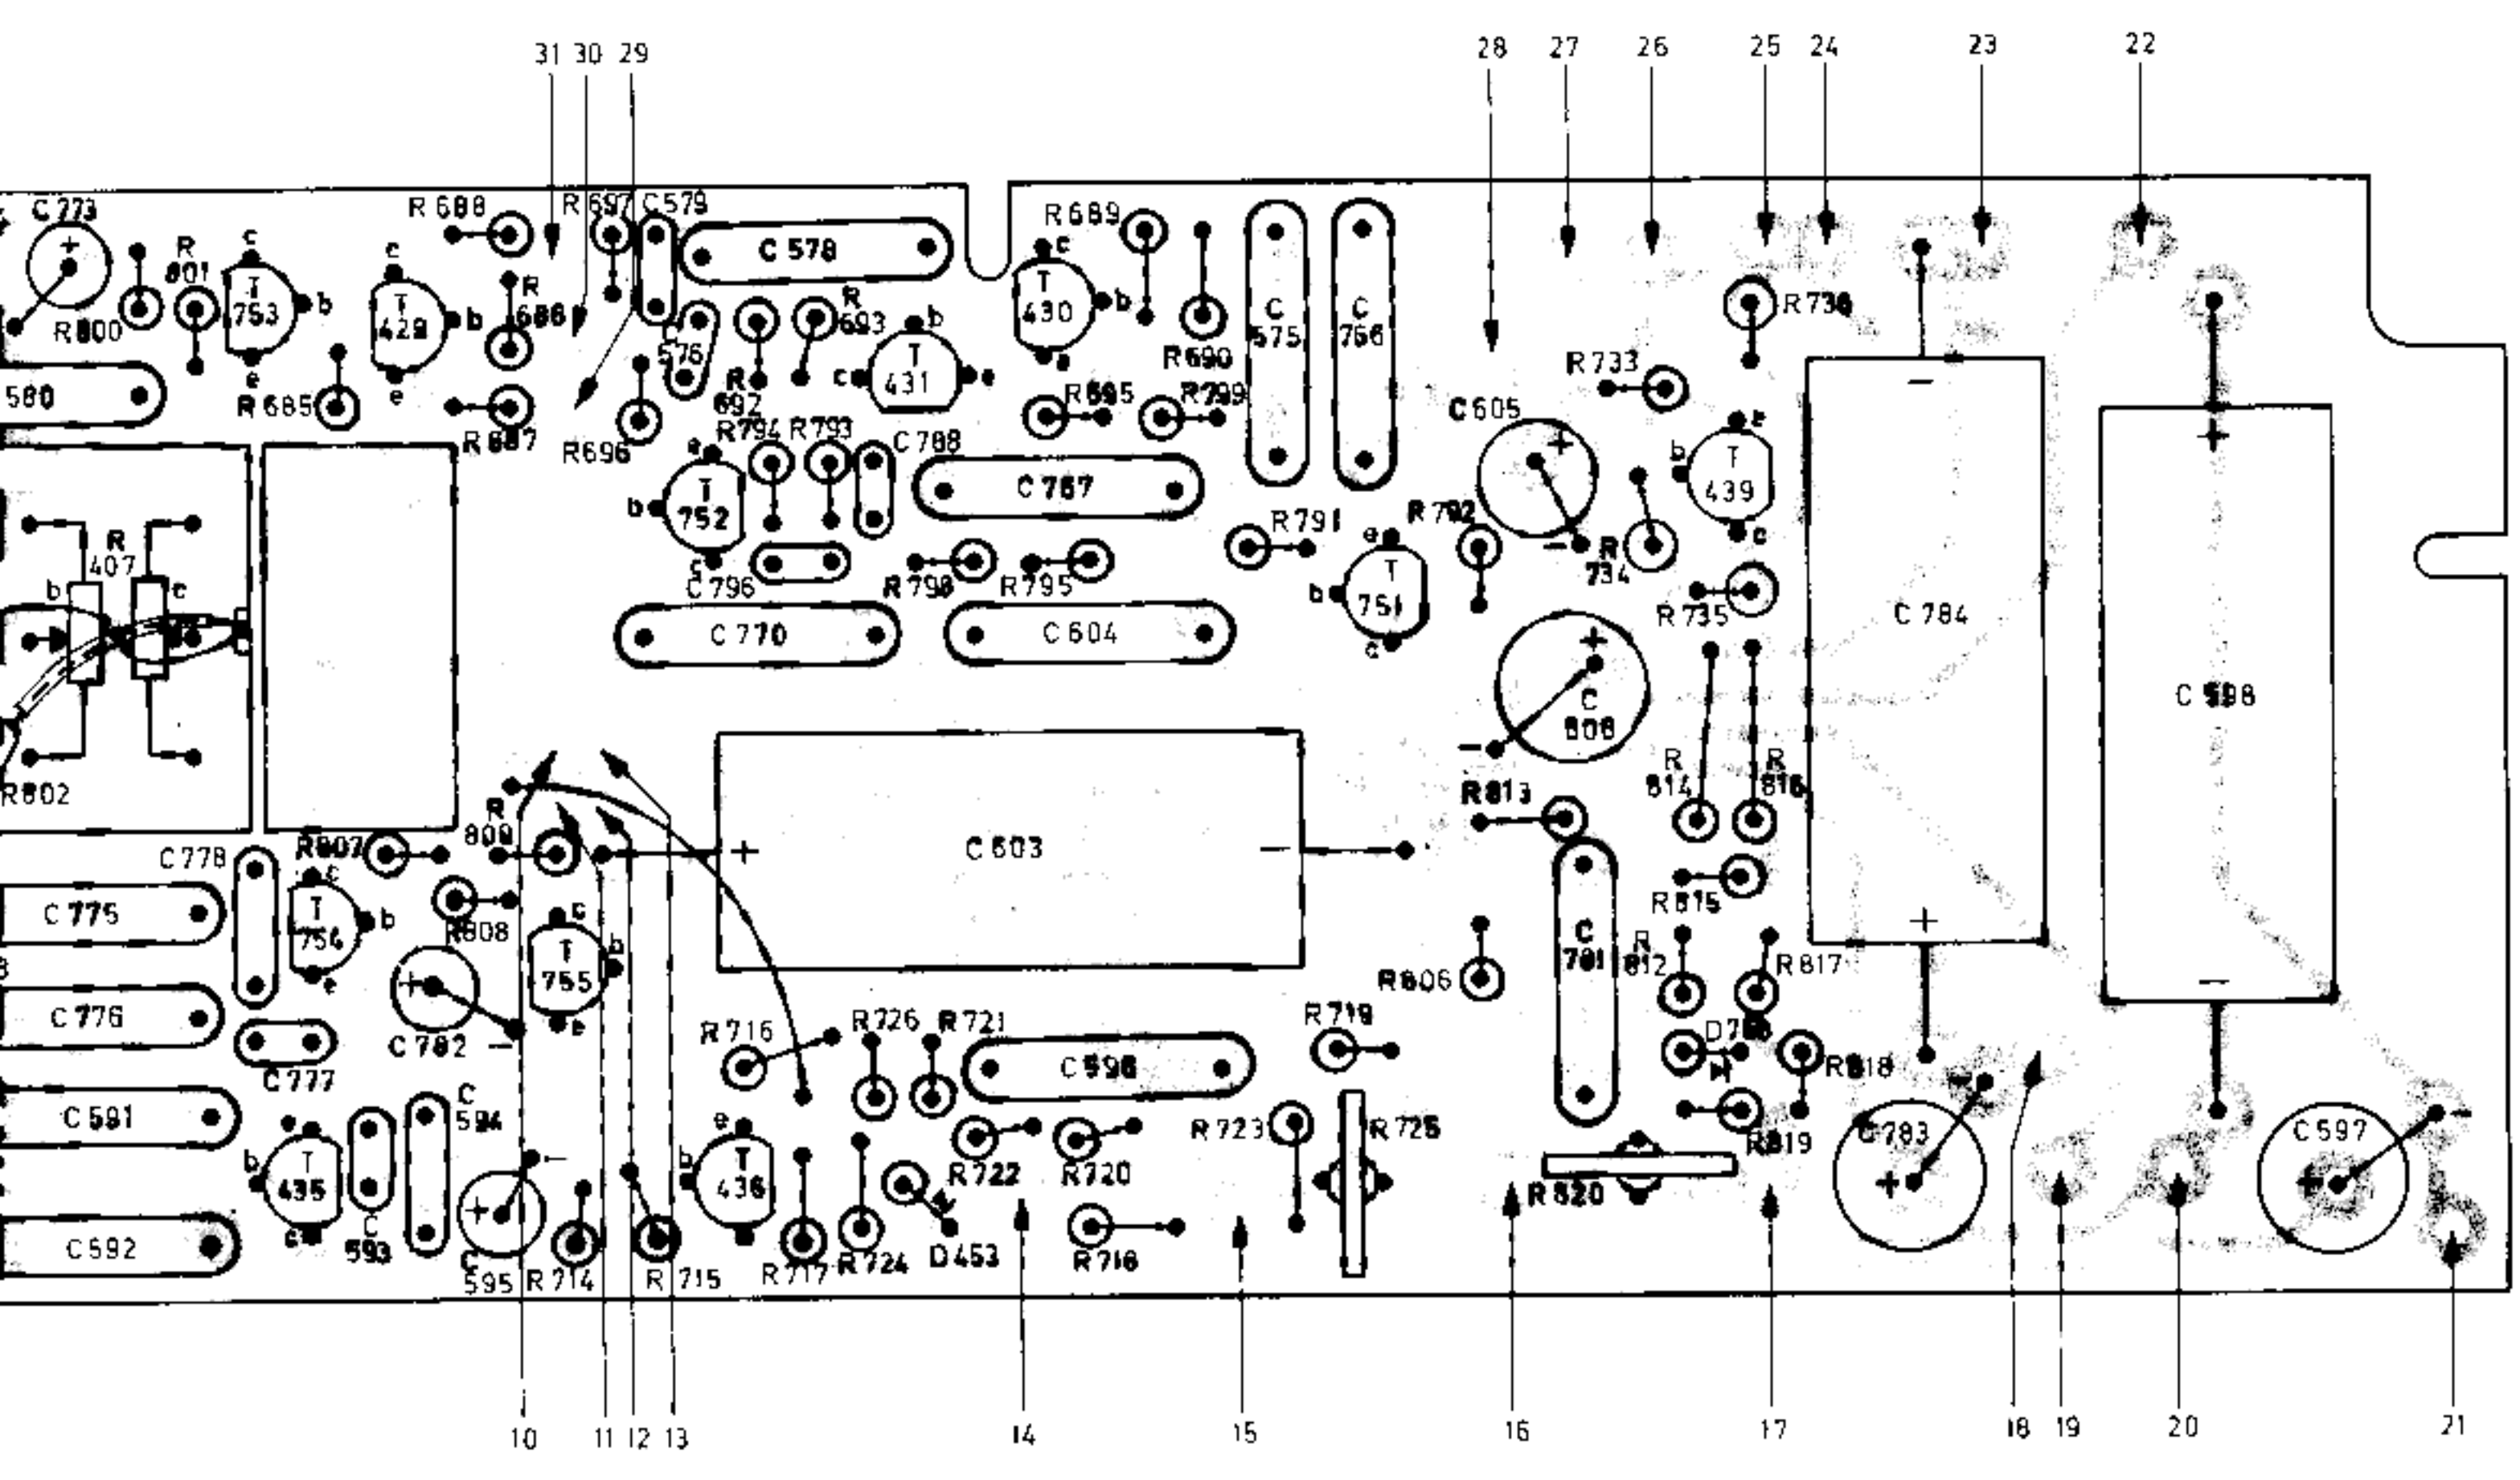 31 30 29 28 27 26 25 24 23 22
C 773
R 688
R 697 C 579
R 689
C 578
R
801
c
c
c
+
T
753
b
T
429
b
R
686
R
693
b
T
430
b
C
575
C
766
R 736
R 800
C
576
T
431
c
e
R 690
R 733
e
e
580
R 685
R 687
R
692
R 695
R 799
C 605
R 696
R 794 R 793
C 788
+
e
b
T
439
c
e
T
752
b
c
C 767
R
407
b
c
R 791
R 792
e
T
751
b
c
–
R
734
C 796
R 798
R 795
R 735
C 784
–
+
C 770
C 604
+
C 598
–
+
C
–
R 802
R
814
R
816
R 813
R
809
C 778
R 807
+
C 603
–
c
T
b
e
R 815
C 775
R 808
c
T
755
b
e
C
781
R
812
R 817
R 806
+
C 776
C 782
–
R 716
R 726
R 721
R 719
C 596
R 818
C 777
C 591
C
594
e
R 723
R 725
R 819
C 783
–
+
C 597
–
+
b
T
435
c
–
+
b
T
436
R 722
R 720
R 820
C 592
C
593
C
595
R 714
R 715
R 717
R 724
D 453
R 718
10 11 12 13 14 15 16 17 18 19 20 21